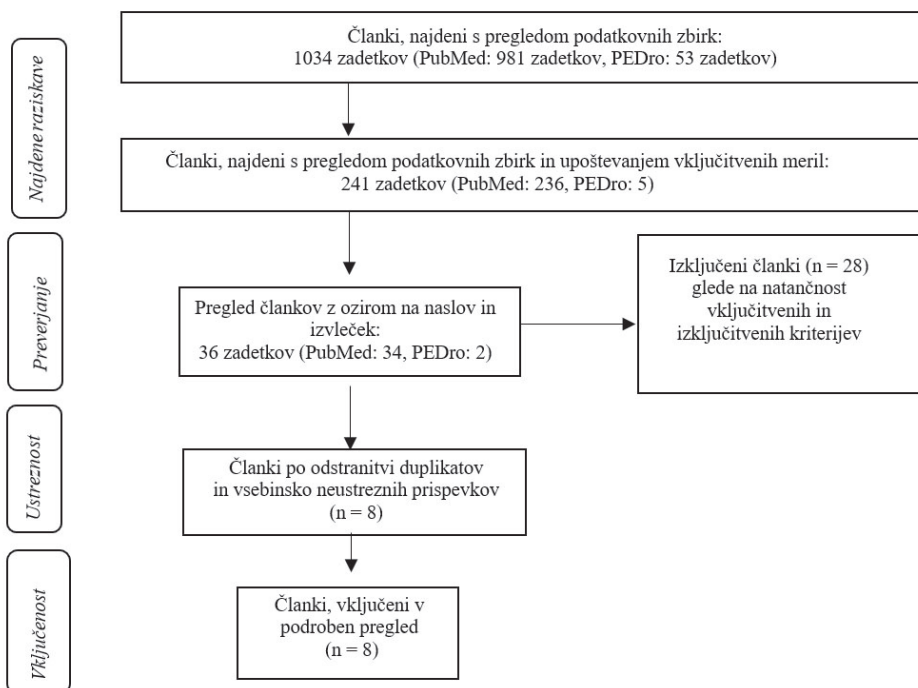 Najdene raziskave
Članki, najdeni s pregledom podatkovnih zbirk:
1034 zadetkov (PubMed: 981 zadetkov, PEDro: 53 zadetkov)
Članki, najdeni s pregledom podatkovnih zbirk in upoštevanjem vključitvenih meril:
241 zadetkov (PubMed: 236, PEDro: 5)
Preverjanje
Pregled člankov z ozirom na naslov in
izvleček:
36 zadetkov (PubMed: 34, PEDro: 2)
Izključeni članki (n = 28)
glede na natančnost
vključitvenih in
izključitvenih kriterijev
Ustreznost
Članki po odstranitvi duplikatov
in vsebinsko neustreznih prispevkov
(n = 8)
Vključenost
Članki, vključeni v
podroben pregled
(n = 8)